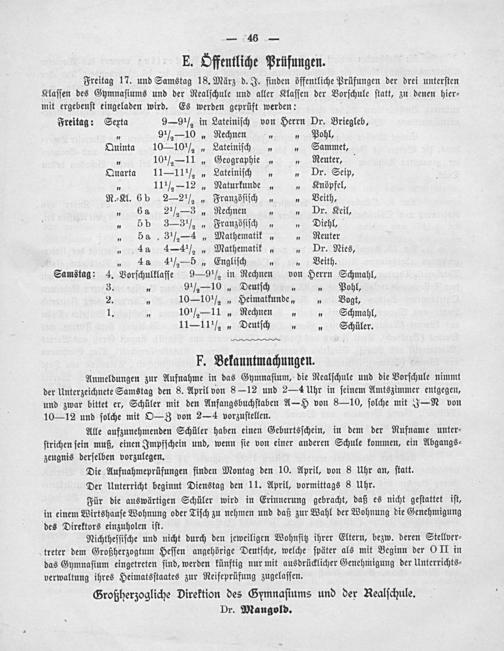 — 46 —
E. Öffentliche Prüfungen.
Freitag 17. und Samstag 18. März d. J. finden öffentliche Prüfungen der drei untersten
Klassen des Gymnasiums und der Realschule und aller Klassen der Vorschule statt, zu denen hier-
mit ergebenst eingeladen wird. Es werden geprüft werden:
Freitag: Sexta 9—9½ in Lateinisch von Herrn Dr. Briegleb,
„ 9½—10 „ Rechnen „ „ Pohl,
Quinta 10—10½ „ Lateinisch „ „ Sammet,
„ 10½—11 „ Geographie „ „ Reuter,
Quarta 11—11½ „ Lateinisch „ „ Dr. Seip,
„ 11½—12 „ Naturkunde „ „ Knöpfel,
R.-Kl. 6 b 2—2½ „ Französisch „ „ Veith,
„ 6 a 2½—3 „ Rechnen „ „ Dr. Keil,
„ 5 b 3—3½ „ Französisch „ „ Diehl,
„ 5 a 3½—4 „ Mathematik „ „ Reuter
„ 4 a 4—4½ „ Mathematik „ „ Dr. Ries,
„ 4 a 4½—5 „ Englisch „ „ Veith.
Samstag: 4. Vorschulklasse 9—9½ in Rechnen von Herrn Schmahl,
3. „ 9½—10 „ Deutsch „ „ Pohl,
2. „ 10—10½ „ Heimatkunde „ „ Vogt,
1. „ 10½—11 „ Rechnen „ „ Schmahl,
11—11½ „ Deutsch „ „ Schüler.
F. Bekanntmachungen.
Anmeldungen zur Aufnahme in das Gymnasium, die Realschule und die Vorschule nimmt
der Unterzeichnete Samstag den 8. April von 8—12 und 2—4 Uhr in seinem Amtszimmer entgegen,
und zwar bittet er, Schüler mit den Anfangsbuchstaben A—H von 8—10, solche mit J—N von
10—12 und solche mit O—Z von 2—4 vorzustellen.
Alle aufzunehmenden Schüler haben einen Geburtsschein, in dem der Rufname unter-
strichen sein muß, einen Impfschein und, wenn sie von einer anderen Schule kommen, ein Abgangs-
zeugnis derselben vorzulegen.
Die Aufnahmeprüfungen finden Montag den 10. April, von 8 Uhr an, statt.
Der Unterricht beginnt Dienstag den 11. April, vormittags 8 Uhr.
Für die auswärtigen Schüler wird in Erinnerung gebracht, daß es nicht gestattet ist,
in einem Wirtshause Wohnung oder Tisch zu nehmen und daß zur Wahl der Wohnung die Genehmigung
des Direktors einzuholen ist.
Nichthessische und nicht durch den jeweiligen Wohnsitz ihrer Eltern, bezw. deren Stellver-
treter dem Großherzogtum Hessen angehörige Deutsche, welche später als mit Beginn der O II in
das Gymnasium eingetreten sind, werden künftig nur mit ausdrücklicher Genehmigung der Unterrichts-
verwaltung ihres Heimatstaates zur Reifeprüfung zugelassen.
Großherzogliche Direktion des Gymnasiums und der Realschule.
Dr. Mangold.